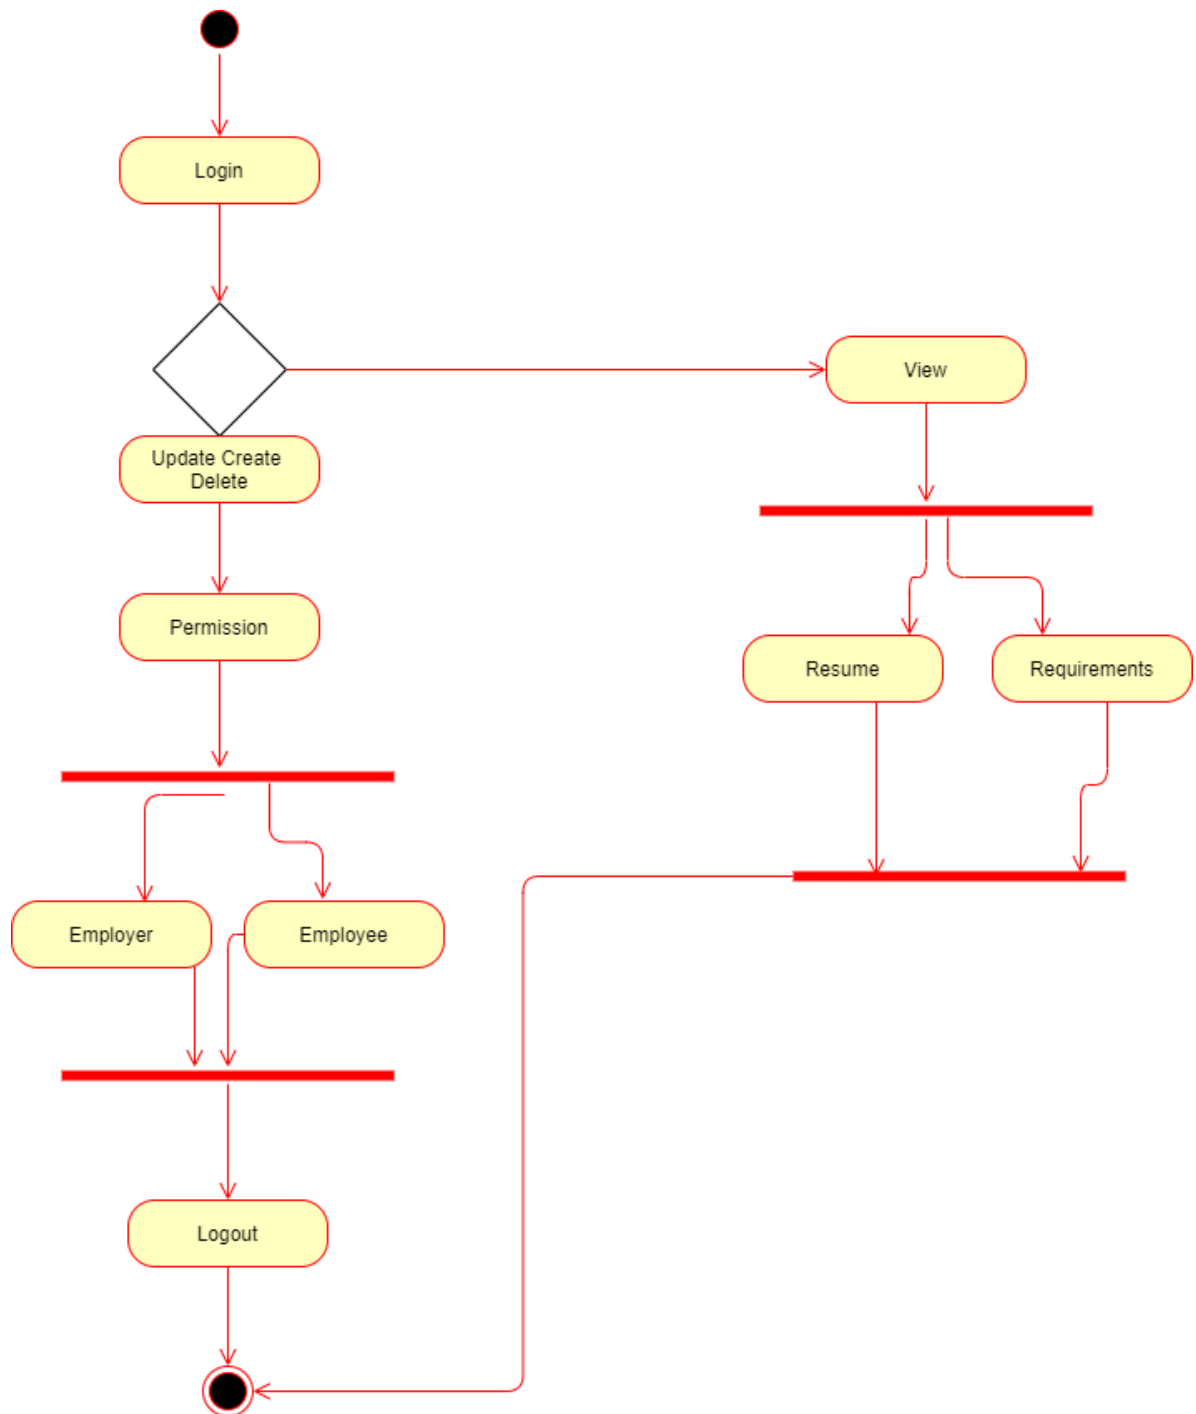 Login
View
Update Create
Delete
Permission
Resume
Requirements
Employer
Employee
Logout